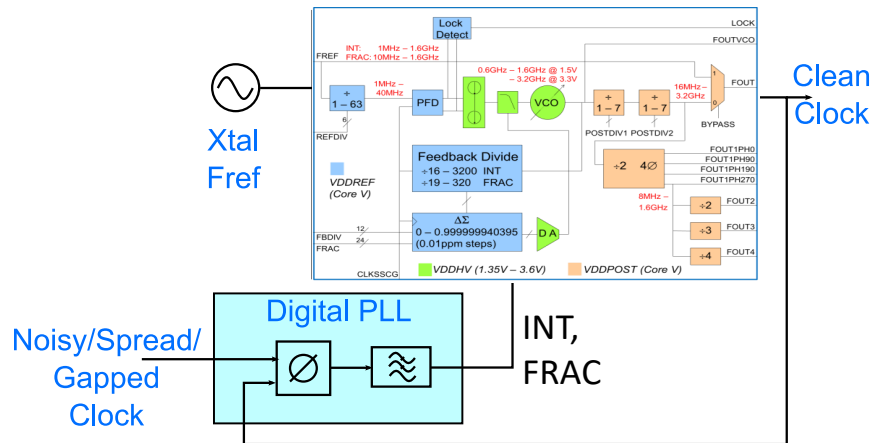 Lock
Detect
LOCK
FOUTVCO
FREF
INT: 1MHz – 1.6GHz
FRAC: 10MHz – 1.6GHz
0.6GHz – 1.6GHz @ 1.5V
– 3.2GHz @ 3.3V
1MHz –
40MHz
÷
1 – 63
PFD
VCO
÷
1 – 7
÷
1 – 7
16MHz –
3.2GHz
1
0
FOUT
BYPASS
6
REFDIV
POSTDIV1
POSTDIV2
Clean
Clock
Xtal
Fref
VDDREF
(Core V)
Feedback Divide
÷16 – 3200 INT
÷19 – 320 FRAC
÷2 4∅
FOUT1PH0
FOUT1PH90
FOUT1PH190
FOUT1PH270
8MHz –
1.6GHz
÷2
FOUT2
÷3
FOUT3
÷4
FOUT4
ΔΣ
0 – 0.999999940395
(0.01ppm steps)
D A
12
FBDIV
24
FRAC
CLKSSCG
VDDHV (1.35V – 3.6V)
VDDPOST (Core V)
Digital PLL
Noisy/Spread/
Gapped
Clock
∅
INT,
FRAC